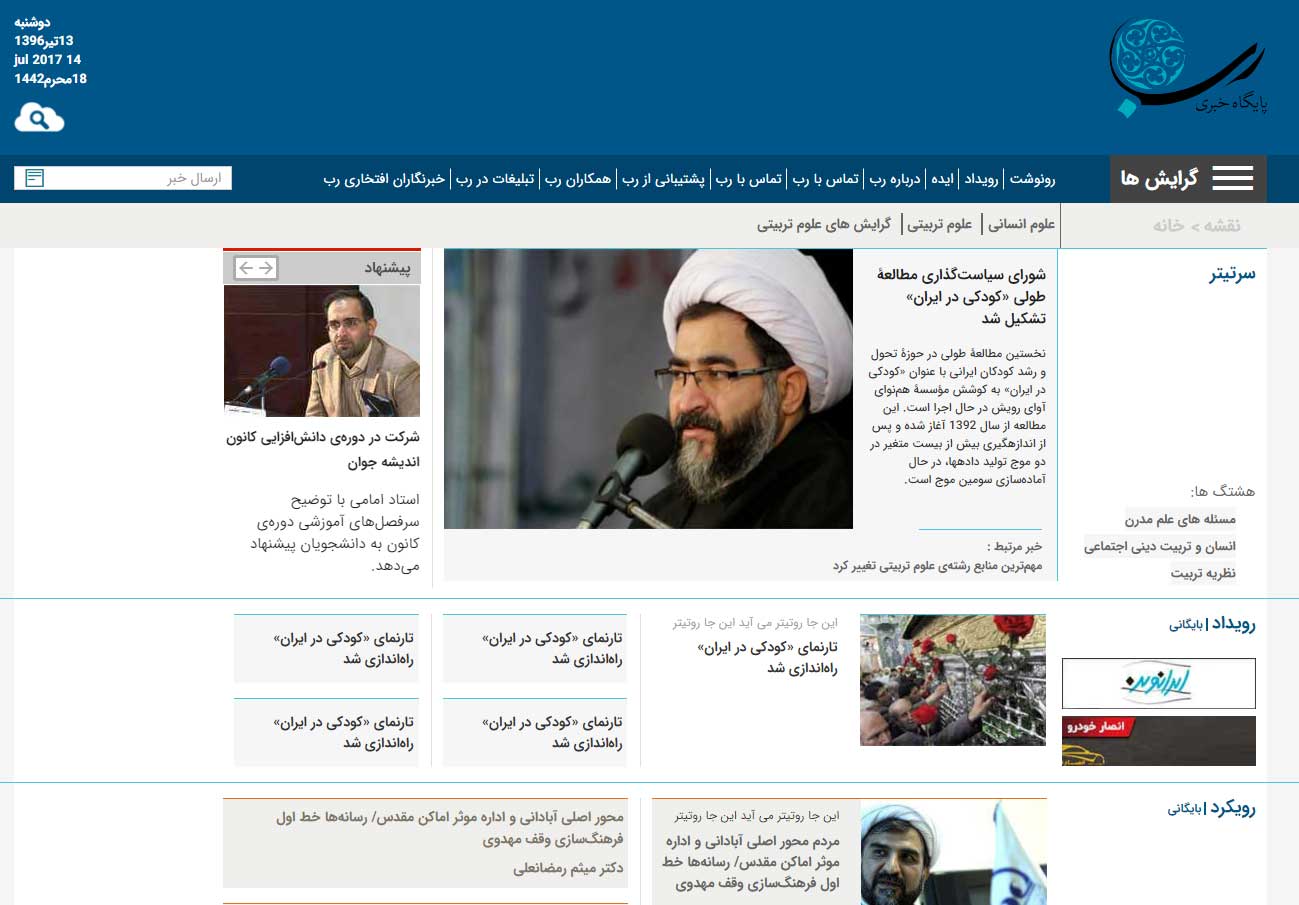 دوشنبه
13تیر1396
14 jul 2017
18محرم1442
پایگاه خبری
گرایش ها
رونوشت | رویداد | ایده | درباره رب | تماس با رب | تماس با رب | پشتیبانی از رب | همکاران رب | تبلیغات در رب | خبرنگاران افتخاری رب
ارسال خبر
نقشه > خانه
علوم انسانی | علوم تربیتی | گرایش های علوم تربیتی
سرتیتر
شورای سیاست‌گذاری مطالعهٔ
طولی «کودکی در ایران»
تشکیل شد
نخستین مطالعهٔ طولی در حوزهٔ تحول
و رشد کودکان ایرانی با عنوان «کودکی
در ایران» به کوشش مؤسسهٔ هم‌نوای
آوای رویش در حال اجرا است. این
مطالعه از سال 1392 آغاز شده و پس
از اندازهگیری بیش از بیست متغیر در
دو موج تولید دادهها، در حال
آماده‌سازی سومین موج است.
خبر مرتبط :
مهم‌ترین منابع رشته‌ی علوم تربیتی تغییر کرد
هشتگ ها:
مسئله های علم مدرن
انسان و تربیت دینی اجتماعی
نظریه تربیت
پیشنهاد
شرکت در دوره‌ی دانش‌افزایی کانون
اندیشه جوان
استاد امامی با توضیح
سرفصل‌های آموزشی دوره‌ی
کانون به دانشجویان پیشنهاد
می‌دهد.
رویداد | بایگانی
ایرانوین
انصار خودرو
این جا روتیتر می آید این جا روتیتر
تارنمای «کودکی در ایران»
راه‌اندازی شد
تارنمای «کودکی در ایران»
راه‌اندازی شد
تارنمای «کودکی در ایران»
راه‌اندازی شد
تارنمای «کودکی در ایران»
راه‌اندازی شد
تارنمای «کودکی در ایران»
راه‌اندازی شد
رویکرد | بایگانی
این جا روتیتر می آید این جا روتیتر
مردم محور اصلی آبادانی و اداره
موثر اماکن مقدس/ رسانه‌ها خط
اول فرهنگ‌سازی وقف مهدوی
محور اصلی آبادانی و اداره موثر اماکن مقدس/ رسانه‌ها خط اول
فرهنگ‌سازی وقف مهدوی
دکتر میثم رمضانعلی